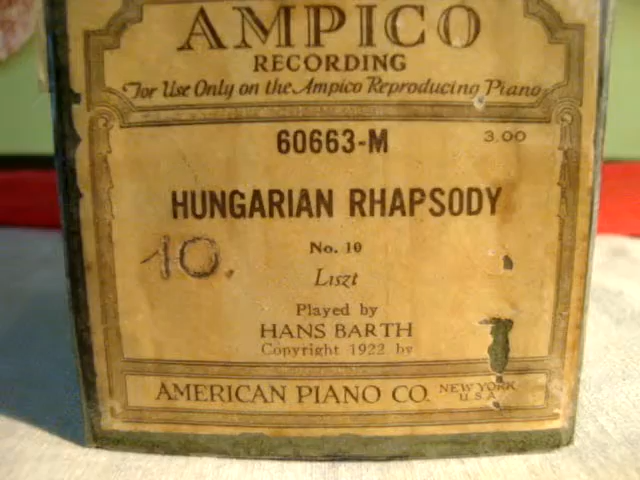 AMPICO
RECORDING
For Use Only on the Ampico Reproducing Piano
60663-M 3.00
HUNGARIAN RHAPSODY
No. 10
10.
Liszt
Played by
HANS BARTH
Copyright 1922 by
AMERICAN PIANO CO. NEW YORK
U.S.A.